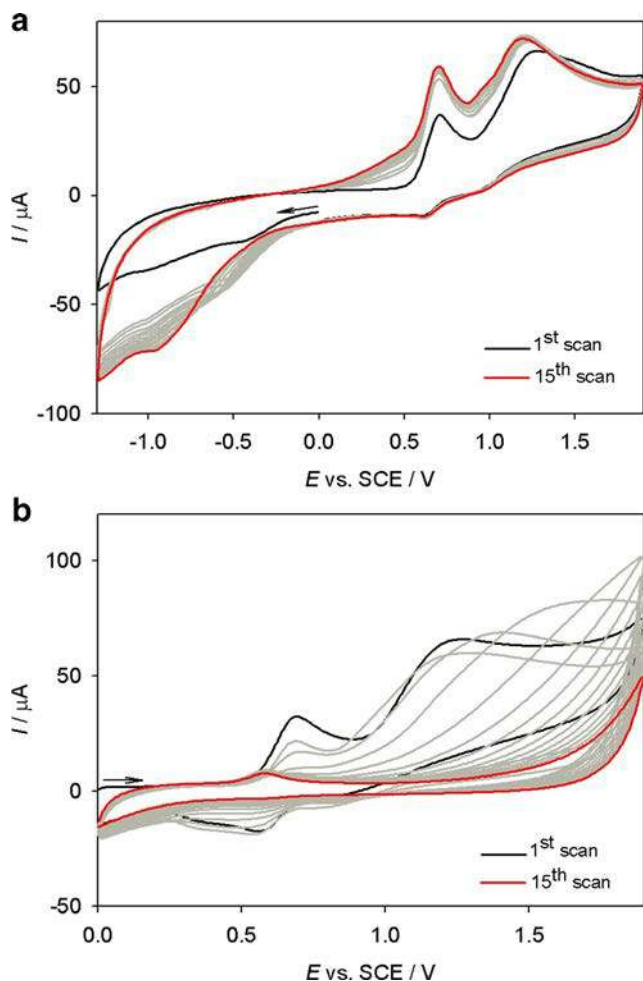 a
50
0
-50
-100
I / µA
1st scan
15th scan
-1.0 -0.5 0.0 0.5 1.0 1.5
E vs. SCE / V
b
100
50
0
-50
I / µA
1st scan
15th scan
0.0 0.5 1.0 1.5
E vs. SCE / V